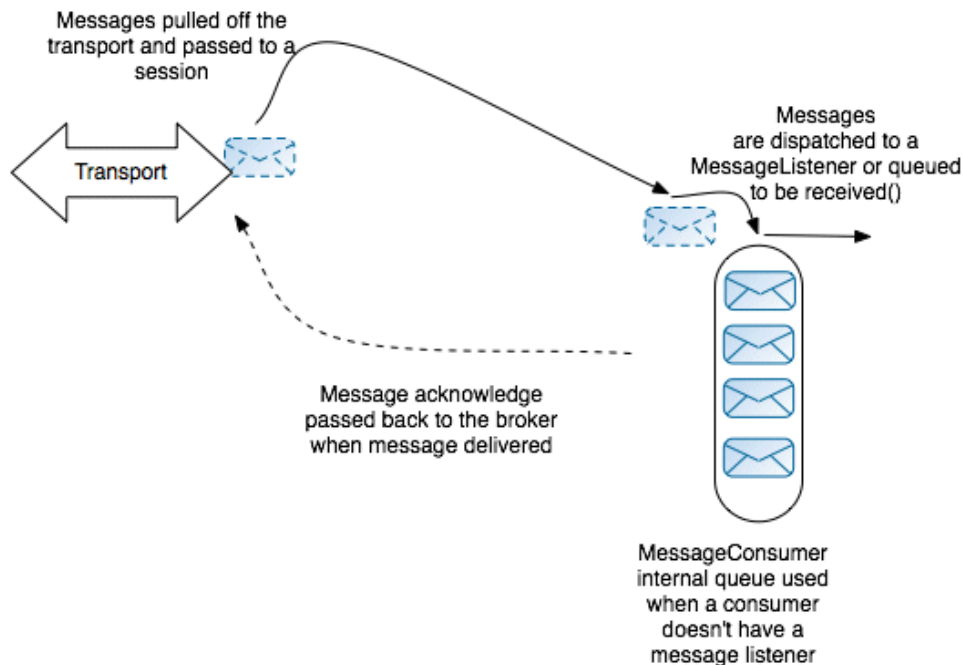 Messages pulled off the
transport and passed to a
session
Transport
Messages
are dispatched to a
MessageListener or queued
to be received()
Message acknowledge
passed back to the broker
when message delivered
MessageConsumer
internal queue used
when a consumer
doesn't have a
message listener